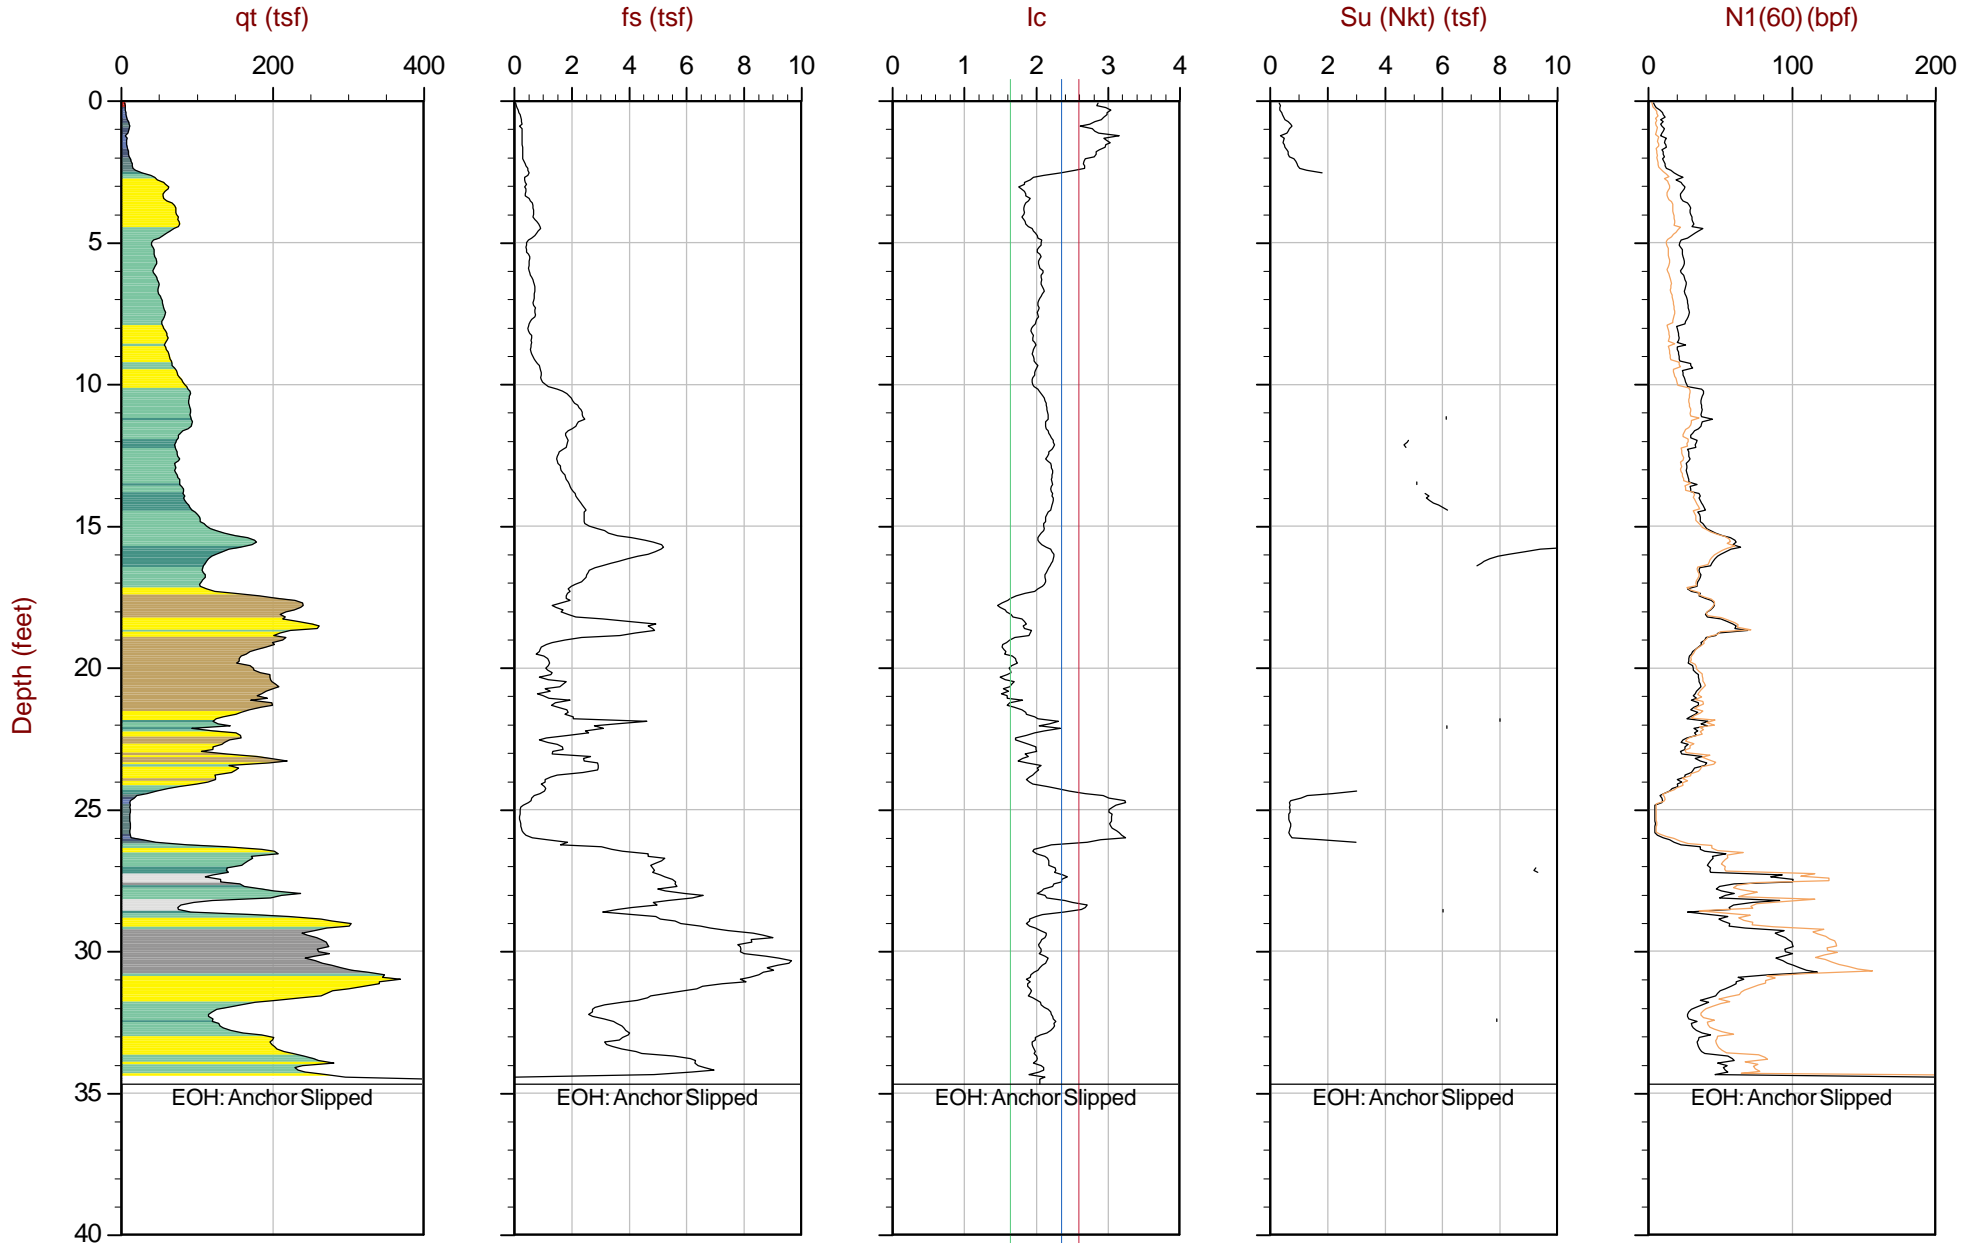 qt (tsf) fs (tsf) Ic Su (Nkt) (tsf) N1(60) (bpf)
0 200 400 0 2 4 6 8 10 0 1 2 3 4 0 2 4 6 8 10 0 100 200
0
5
10
15
20
25
30
35
40
Depth (feet)
EOH: Anchor Slipped EOH: Anchor Slipped EOH: Anchor Slipped EOH: Anchor Slipped EOH: Anchor Slipped